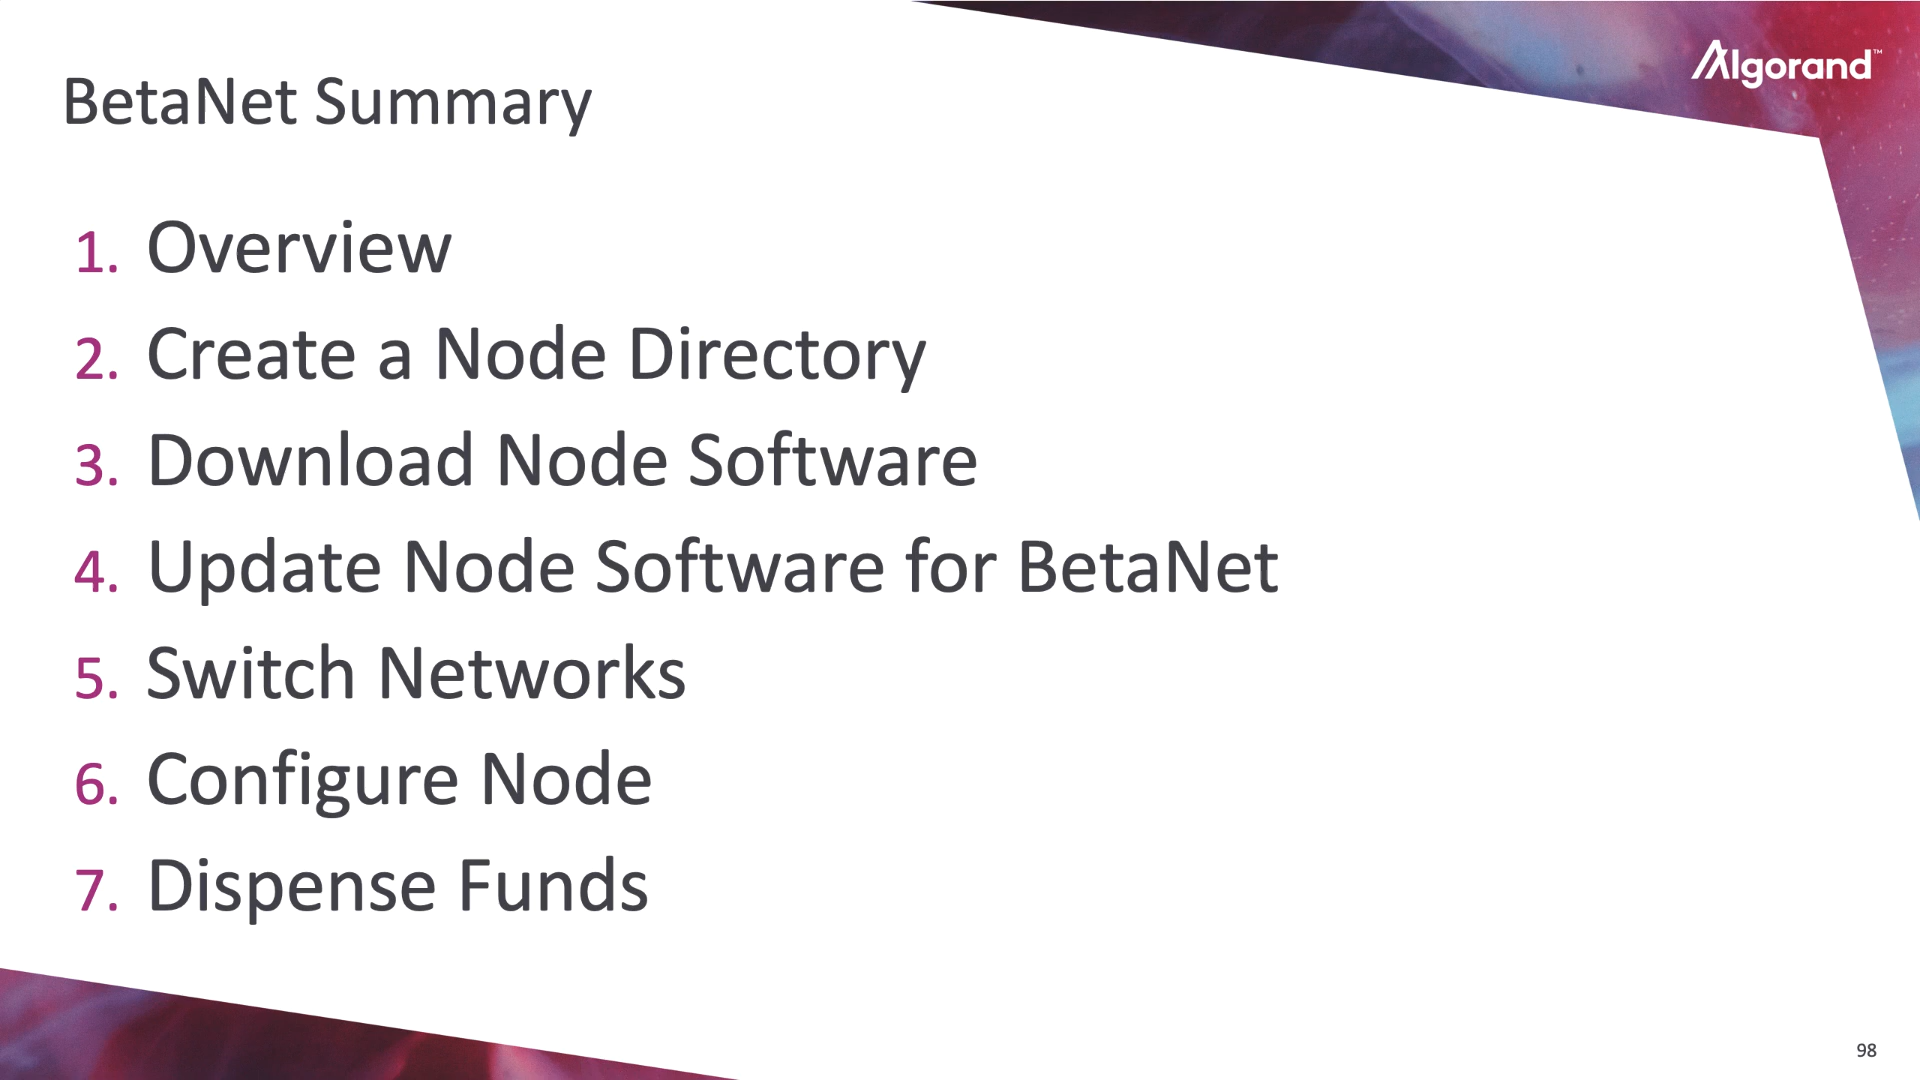 Algorand™
BetaNet Summary
1. Overview
2. Create a Node Directory
3. Download Node Software
4. Update Node Software for BetaNet
5. Switch Networks
6. Configure Node
7. Dispense Funds
98